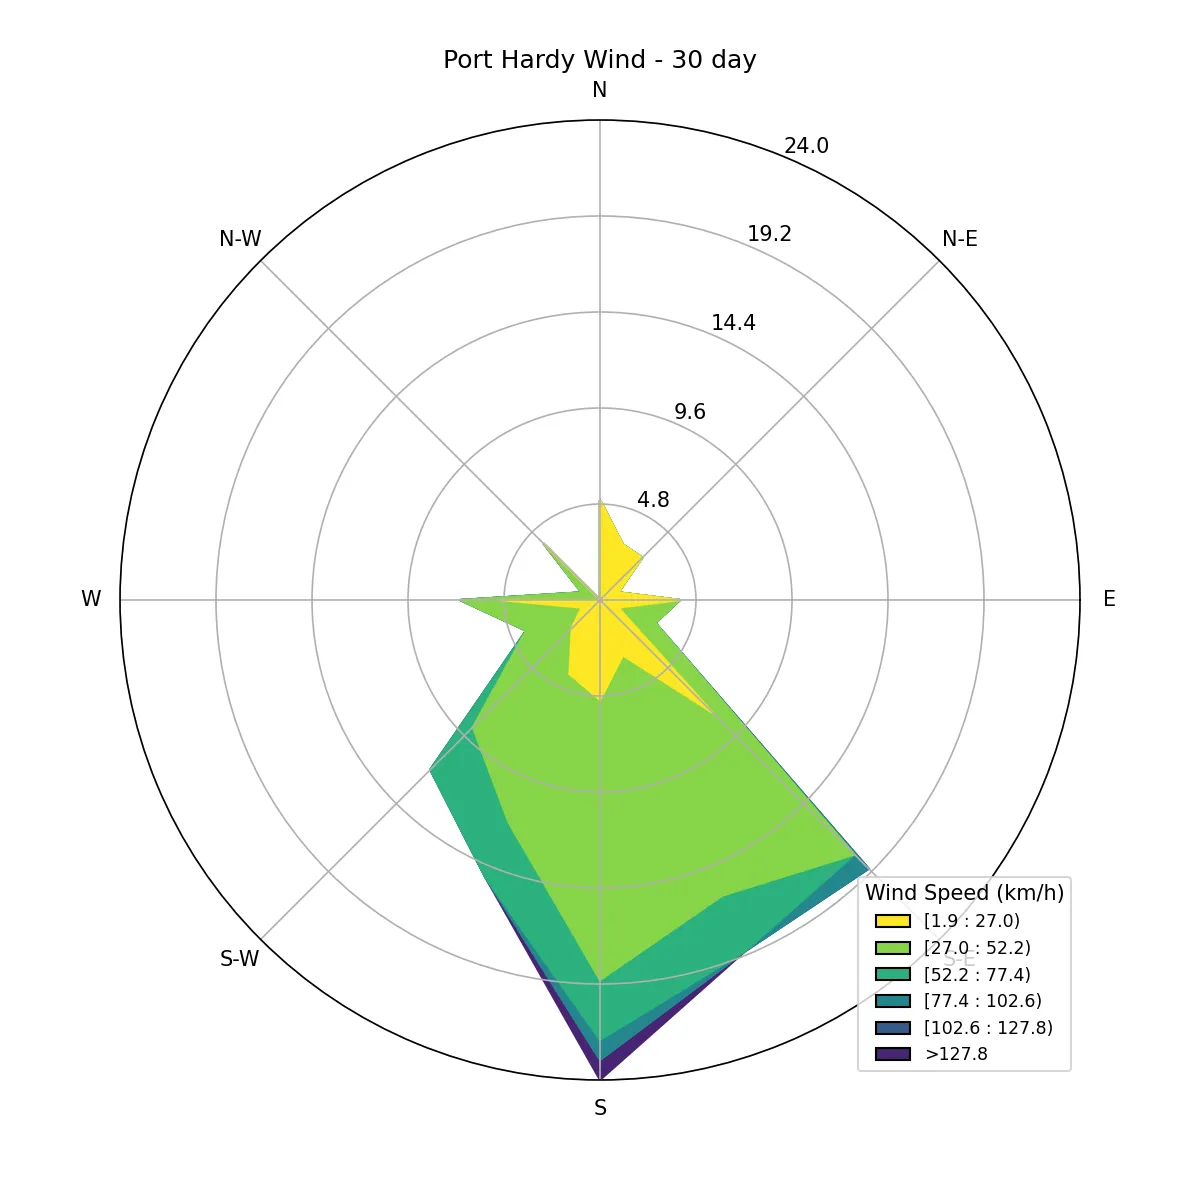 Port Hardy Wind - 30 day
N
24.0
N-W
19.2
N-E
14.4
9.6
4.8
W
E
Wind Speed (km/h)
[1.9 : 27.0)
[27.0 : 52.2)
S-W
S-E
[52.2 : 77.4)
[77.4 : 102.6)
[102.6 : 127.8)
>127.8
S